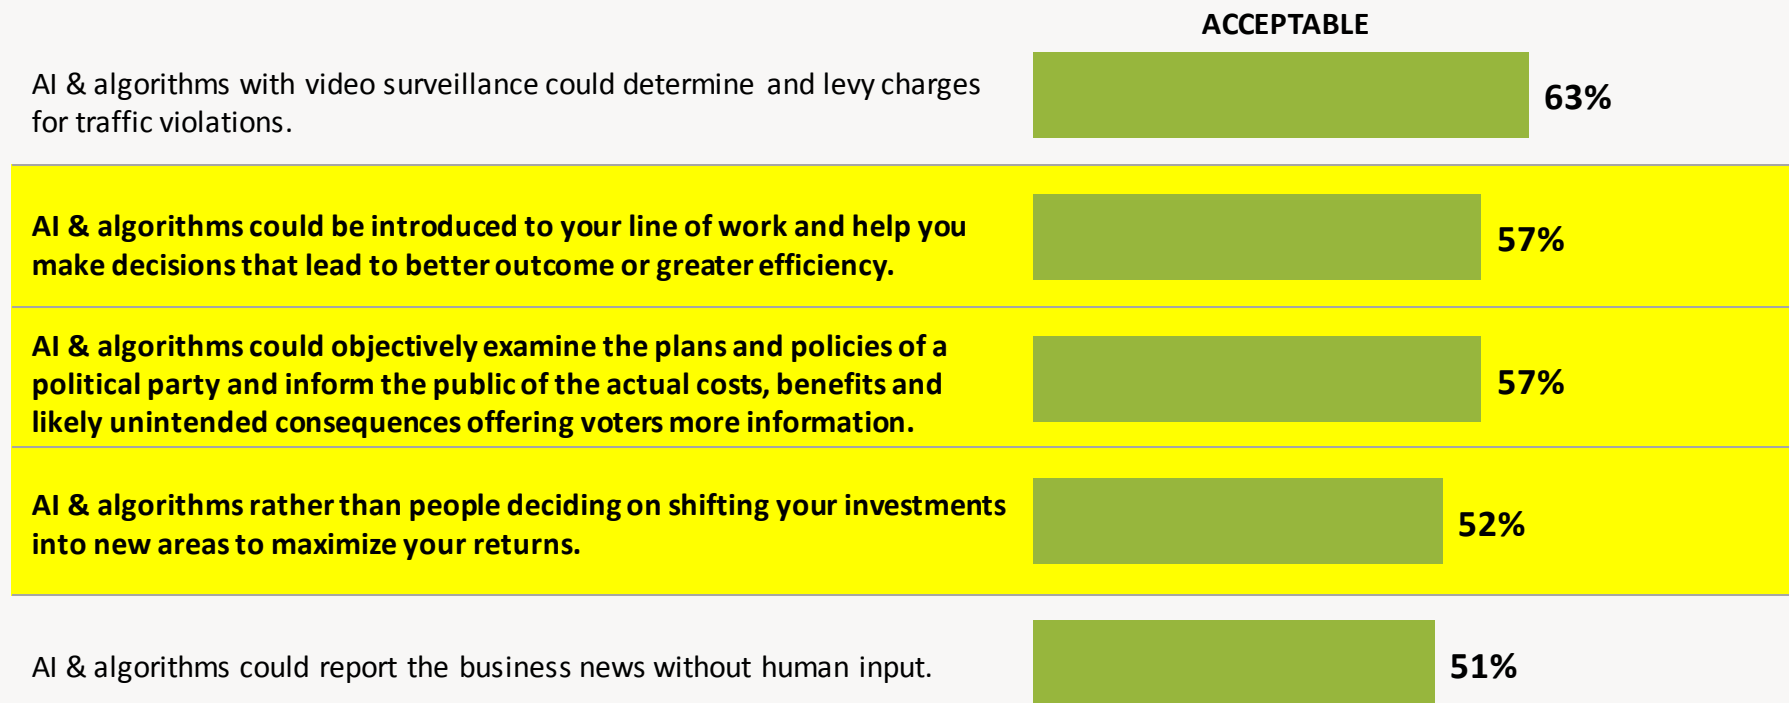 ACCEPTABLE
AI & algorithms with video surveillance could determine and levy charges
for traffic violations.
63%
AI & algorithms could be introduced to your line of work and help you
make decisions that lead to better outcome or greater efficiency.
57%
AI & algorithms could objectively examine the plans and policies of a
political party and inform the public of the actual costs, benefits and
likely unintended consequences offering voters more information.
57%
AI & algorithms rather than people deciding on shifting your investments
into new areas to maximize your returns.
52%
AI & algorithms could report the business news without human input.
51%